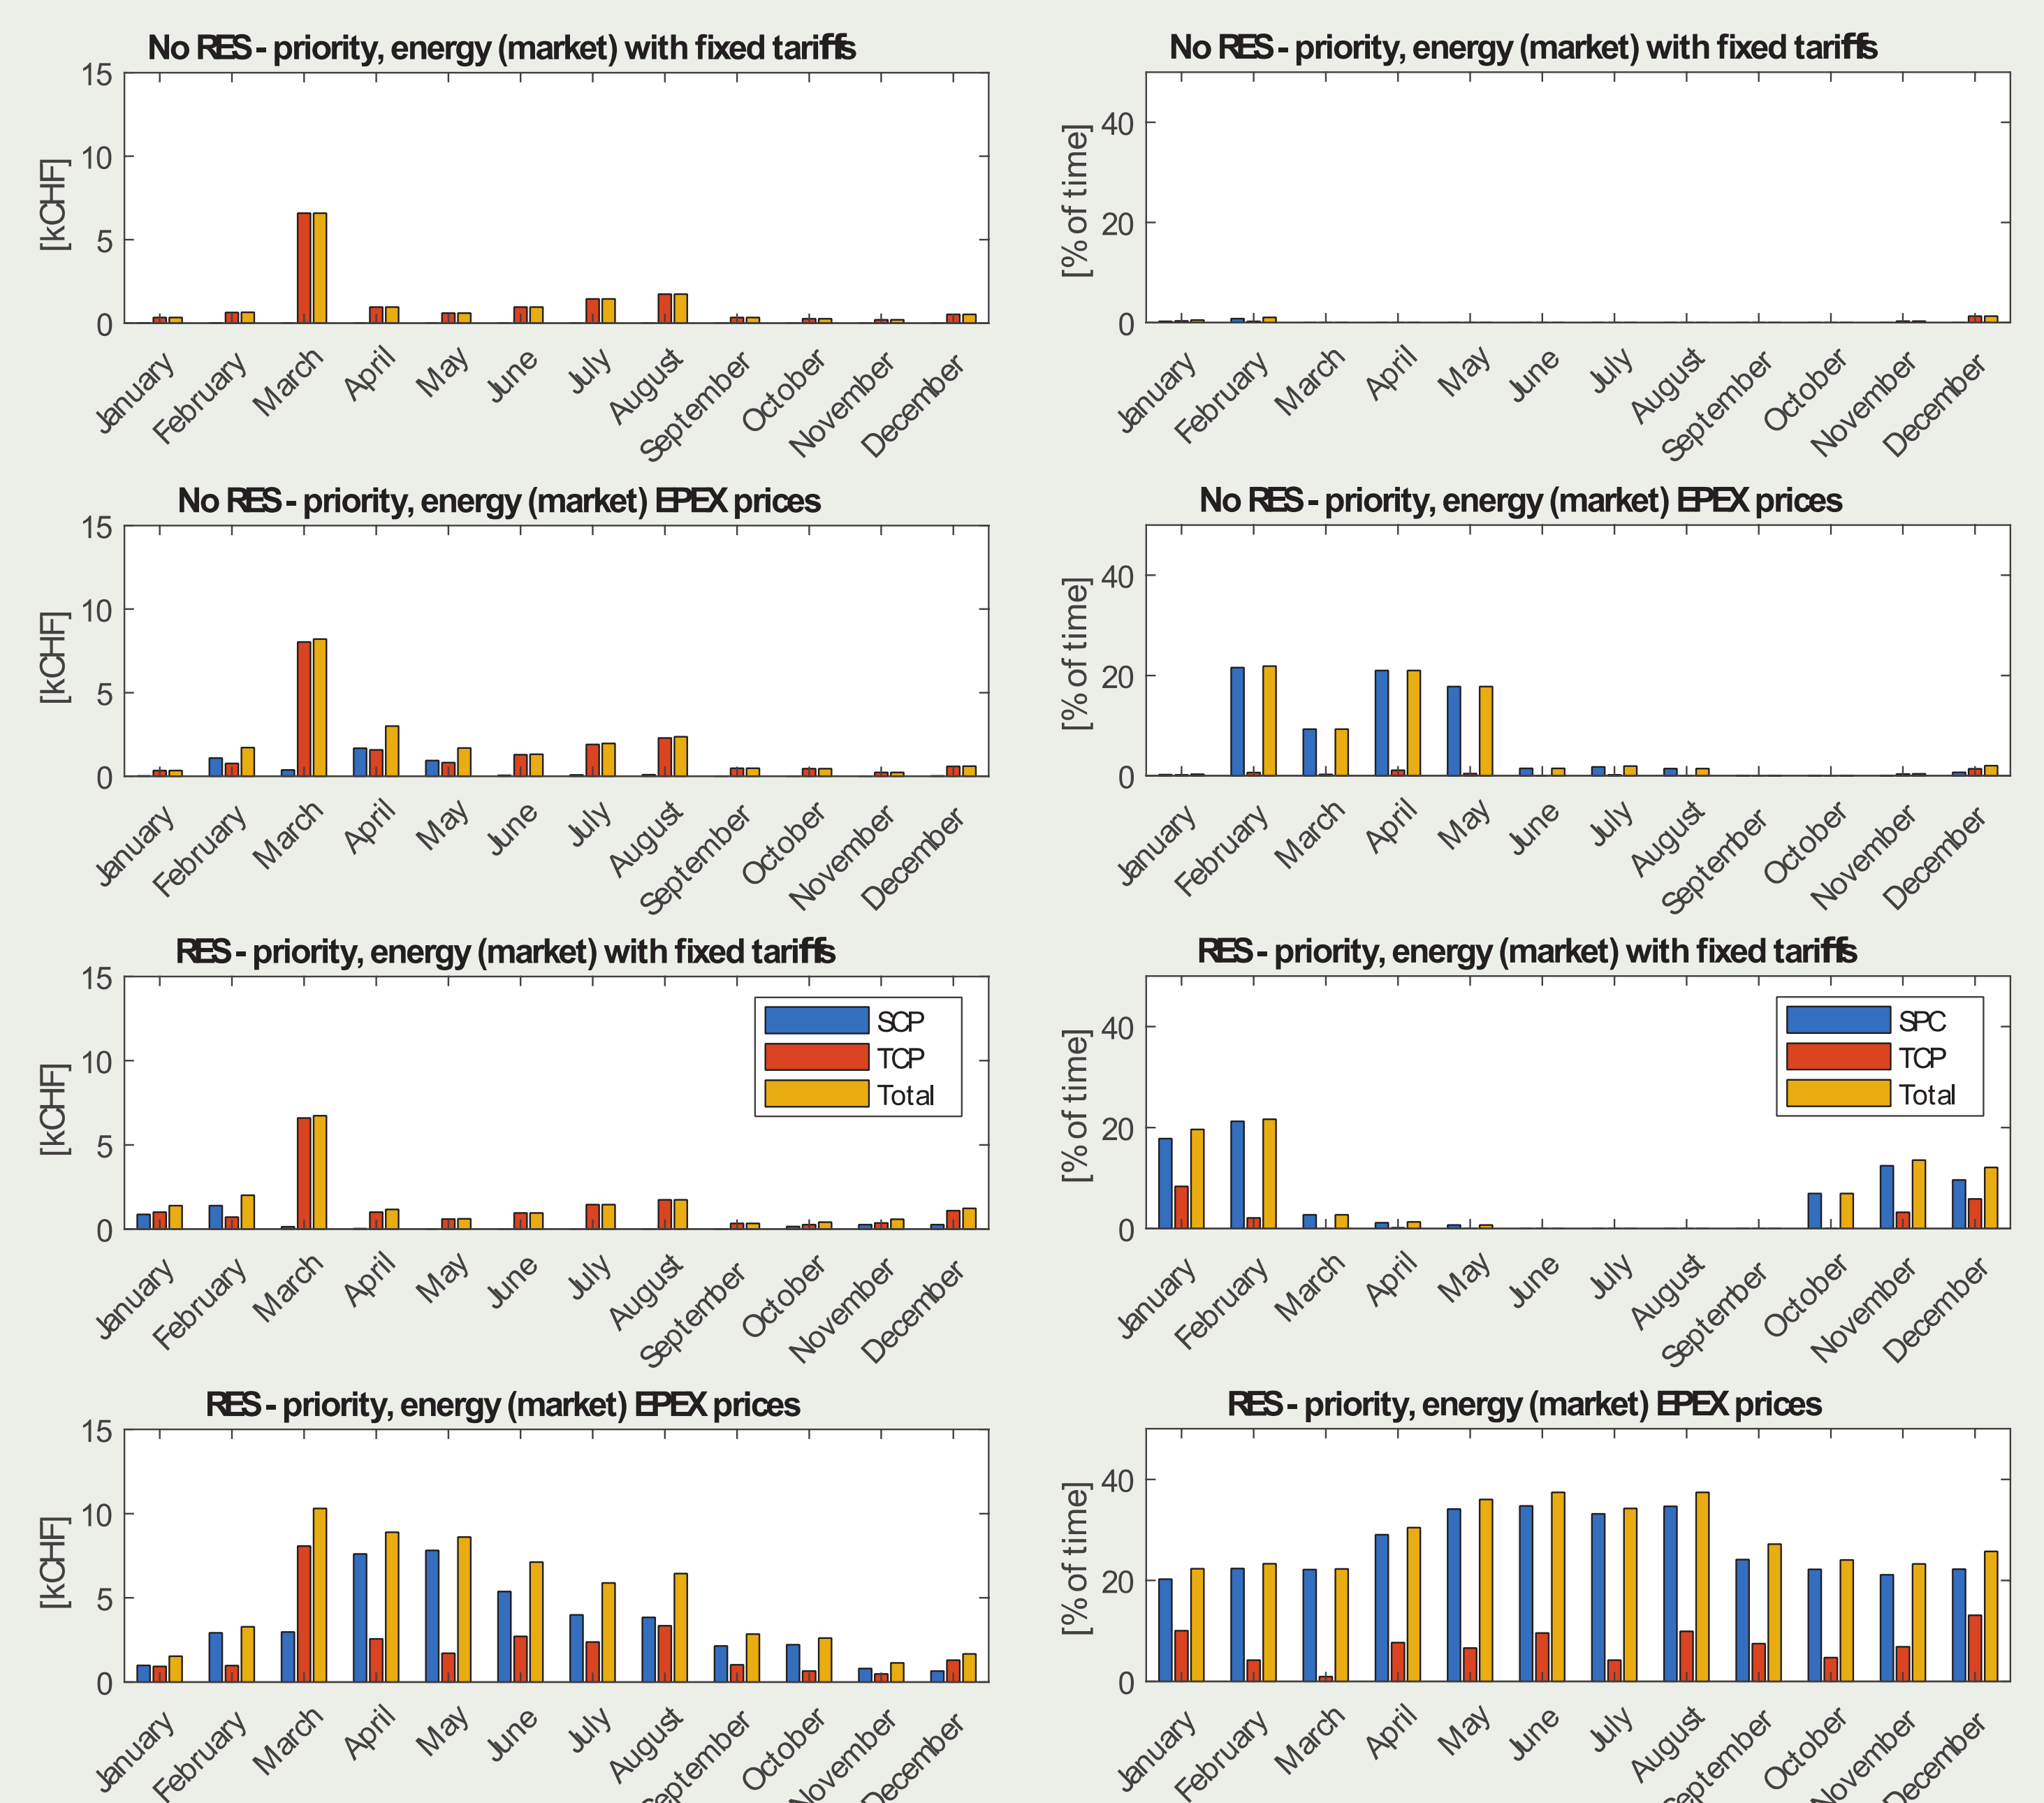 No RES - priority, energy (market) with fixed tariffs
[kCHF]
15
10
5
0
January February March April May June July August September October November December
No RES - priority, energy (market) with fixed tariffs
[% of time]
40
20
0
January February March April May June July August September October November December
No RES - priority, energy (market) EPEX prices
[kCHF]
15
10
5
0
January February March April May June July August September October November December
No RES - priority, energy (market) EPEX prices
[% of time]
40
20
0
January February March April May June July August September October November December
RES - priority, energy (market) with fixed tariffs
[kCHF]
15
10
5
0
SCP
TCP
Total
January February March April May June July August September October November December
RES - priority, energy (market) with fixed tariffs
[% of time]
40
20
0
SPC
TCP
Total
January February March April May June July August September October November December
RES - priority, energy (market) EPEX prices
[kCHF]
15
10
5
0
January February March April May June July August September October November December
RES - priority, energy (market) EPEX prices
[% of time]
40
20
0
January February March April May June July August September October November December